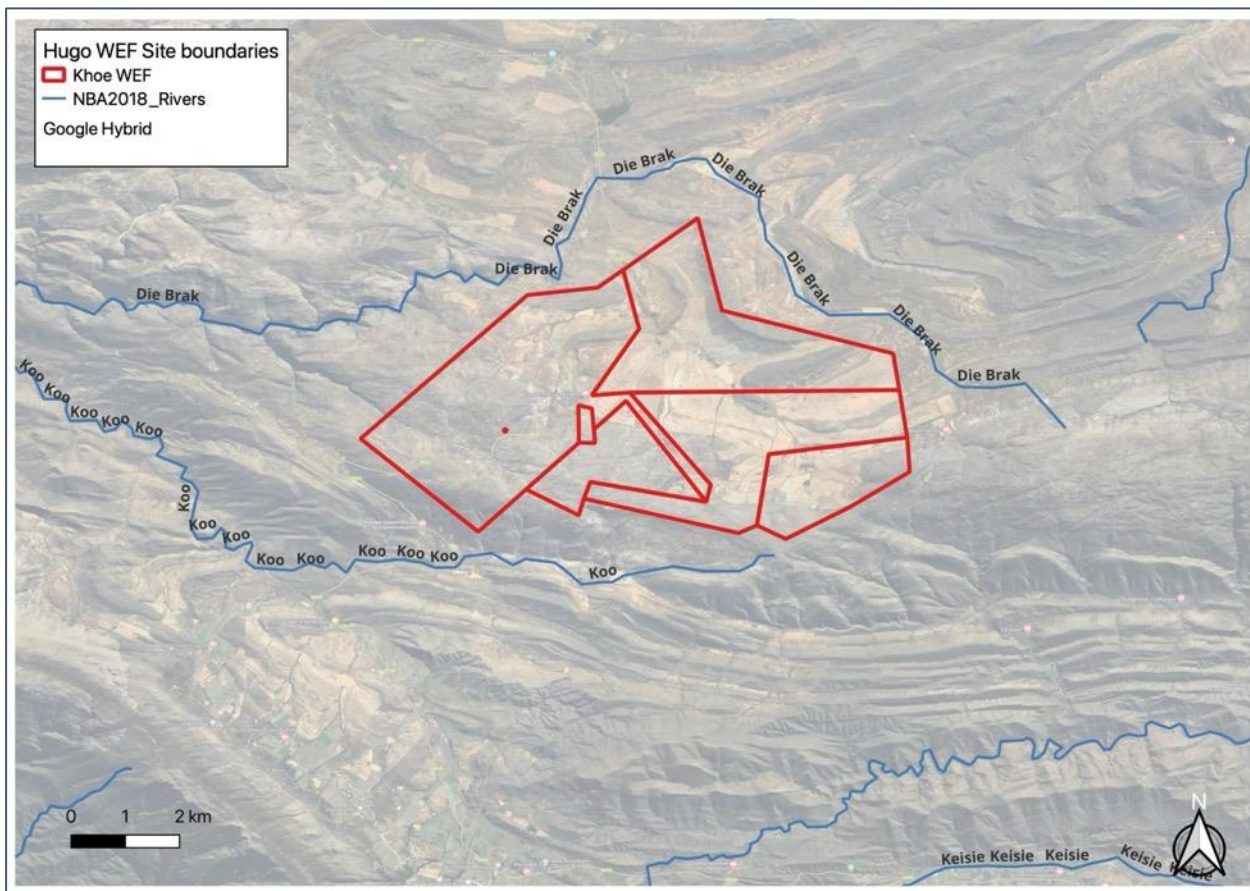 Hugo WEF Site boundaries
Khoe WEF
NBA2018_Rivers
Google Hybrid
Die Brak
Die Brak
Die Brak
Die Brak
Die Brak
Die Brak
Die Brak
Die Brak
Koo
Koo
Koo
Koo
Koo
Koo
Koo
Koo
Koo
Koo
Koo
Koo
Koo
Koo
0 1 2 km
N
Keisie Keisie Keisie Keisie
Keisie